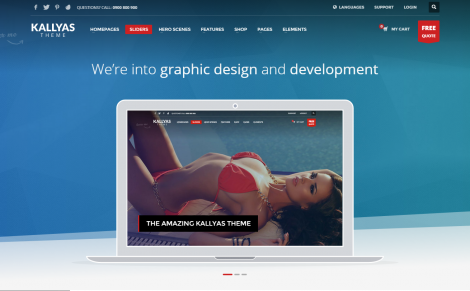 QUESTIONS? CALL: 0900 800 900
LANGUAGES SUPPORT LOGIN
KALLYAS
THEME
HOMEPAGES SLIDERS HERO SCENES FEATURES SHOP PAGES ELEMENTS
MY CART
FREE
QUOTE
We're into graphic design and development
KALLYAS
THE AMAZING KALLYAS THEME